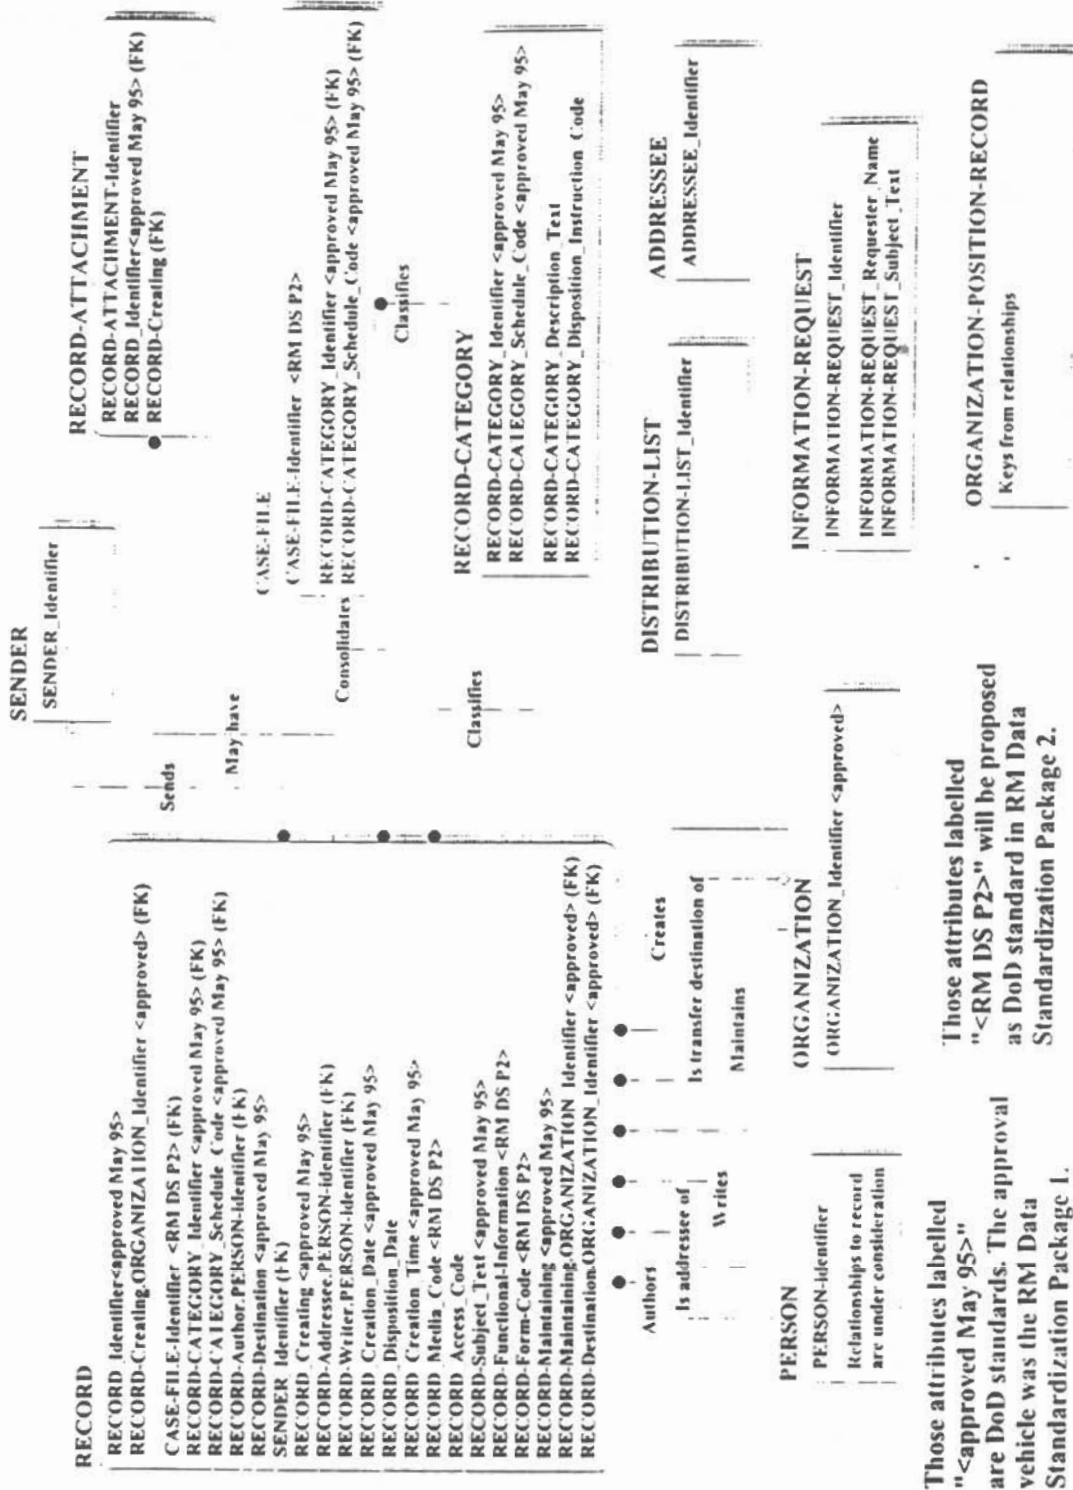 RECORD
RECORD_Identifier<approved May 95>
RECORD-Creating.ORGANIZATION_Identifier <approved> (FK)
CASE-FILE-Identifier <RM DS P2> (FK)
RECORD-CATEGORY_Identifier <approved May 95> (FK)
RECORD-CATEGORY_Schedule_Code <approved May 95> (FK)
RECORD-Author.PERSON-identifier (FK)
RECORD-Destination <approved May 95>
SENDER_Identifier (FK)
RECORD_Creating <approved May 95>
RECORD-Addressee.PERSON-identifier (FK)
RECORD-Writer.PERSON-identifier (FK)
RECORD_Creation_Date <approved May 95>
RECORD_Disposition_Date
RECORD_Creation_Time <approved May 95>
RECORD_Media_Code <RM DS P2>
RECORD_Access_Code
RECORD-Subject_Text <approved May 95>
RECORD-Functional-Information <RM DS P2>
RECORD-Form-Code <RM DS P2>
RECORD-Maintaining <approved May 95>
RECORD-Maintaining.ORGANIZATION_Identifier <approved> (FK)
RECORD-Destination.ORGANIZATION_Identifier <approved> (FK)
SENDER
SENDER_Identifier
Sends
May have
Consolidates
Classifies
RECORD-ATTACHMENT
RECORD-ATTACHMENT-Identifier
RECORD_Identifier<approved May 95> (FK)
RECORD-Creating (FK)
CASE-FILE
CASE-FILE-Identifier <RM DS P2>
RECORD-CATEGORY_Identifier <approved May 95> (FK)
RECORD-CATEGORY_Schedule_Code <approved May 95> (FK)
Classifies
RECORD-CATEGORY
RECORD-CATEGORY_Identifier <approved May 95>
RECORD-CATEGORY_Schedule_Code <approved May 95>
RECORD-CATEGORY_Description_Text
RECORD-CATEGORY_Disposition_Instruction_Code
Authors
Is addressee of
Writes
Creates
Is transfer destination of
Maintains
PERSON
PERSON-identifier
Relationships to record
are under consideration
ORGANIZATION
ORGANIZATION_Identifier <approved>
DISTRIBUTION-LIST
DISTRIBUTION-LIST_Identifier
ADDRESSEE
ADDRESSEE_Identifier
INFORMATION-REQUEST
INFORMATION-REQUEST_Identifier
INFORMATION-REQUEST_Requester_Name
INFORMATION-REQUEST_Subject_Text
ORGANIZATION-POSITION-RECORD
Keys from relationships
Those attributes labelled
"<approved May 95>"
are DoD standards. The approval
vehicle was the RM Data
Standardization Package 1.
Those attributes labelled
"<RM DS P2>" will be proposed
as DoD standard in RM Data
Standardization Package 2.